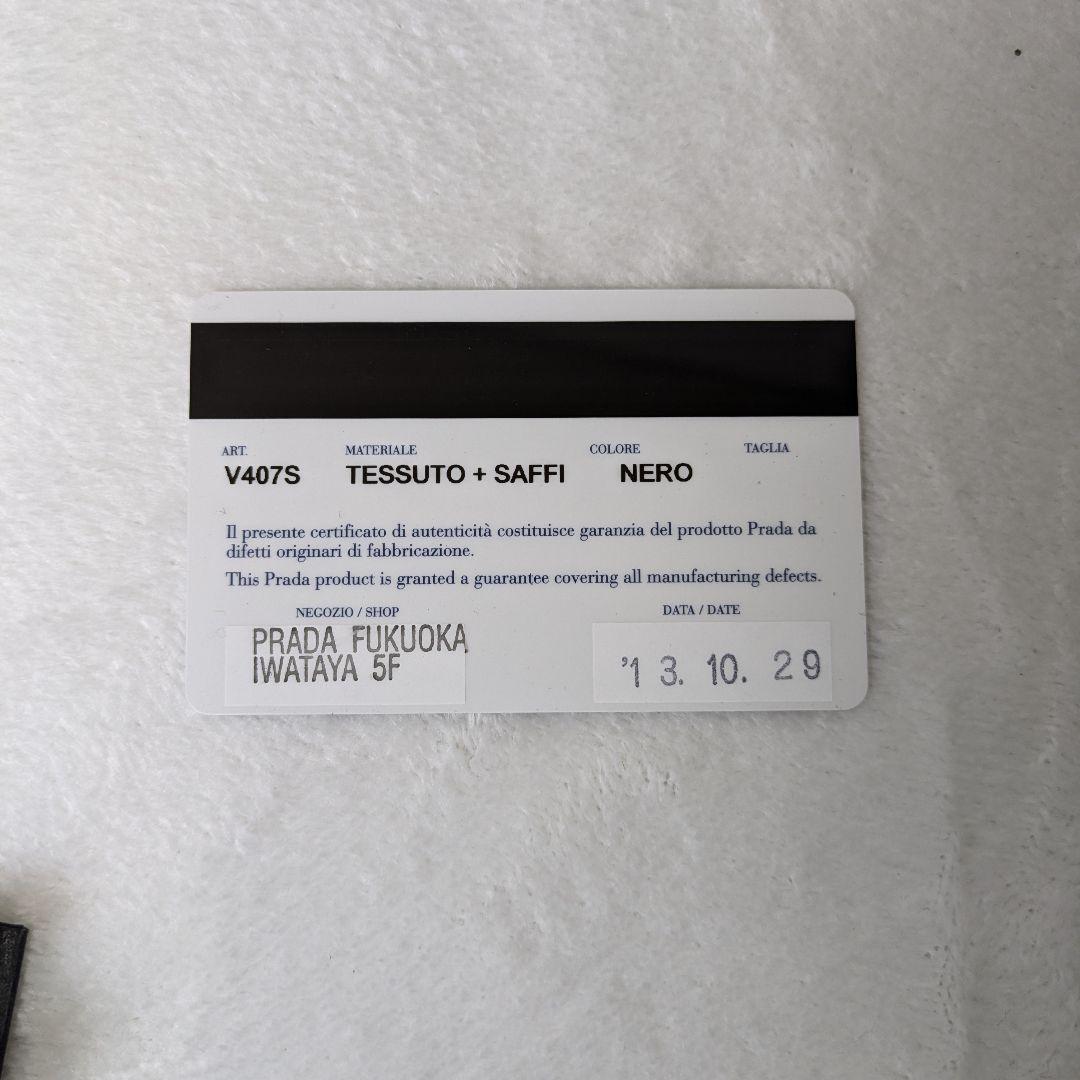 ART. MATERIALE COLORE TAGLIA
V407S TESSUTO + SAFFI NERO
Il presente certificato di autenticità costituisce garanzia del prodotto Prada da
difetti originari di fabbricazione.
This Prada product is granted a guarantee covering all manufacturing defects.
NEGOZIO / SHOP DATA / DATE
PRADA FUKUOKA
IWATAYA 5F
'13. 10. 29